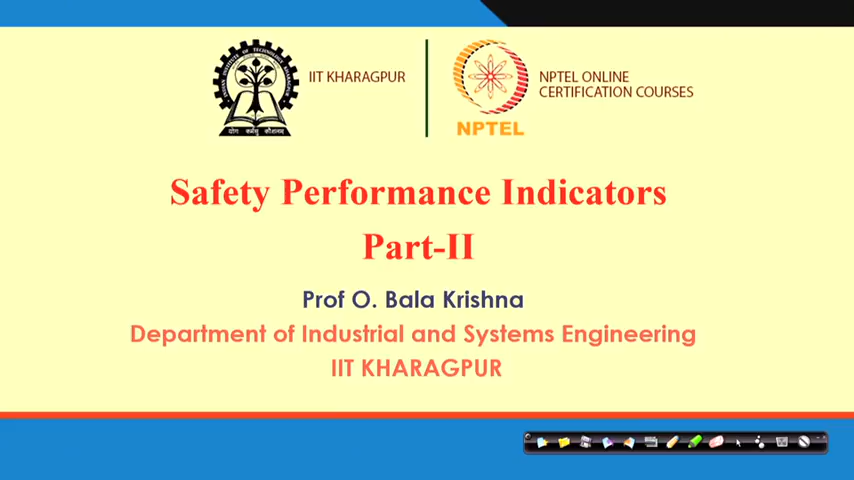 IIT KHARAGPUR
NPTEL
NPTEL ONLINE
CERTIFICATION COURSES
Safety Performance Indicators
Part-II
Prof O. Bala Krishna
Department of Industrial and Systems Engineering
IIT KHARAGPUR